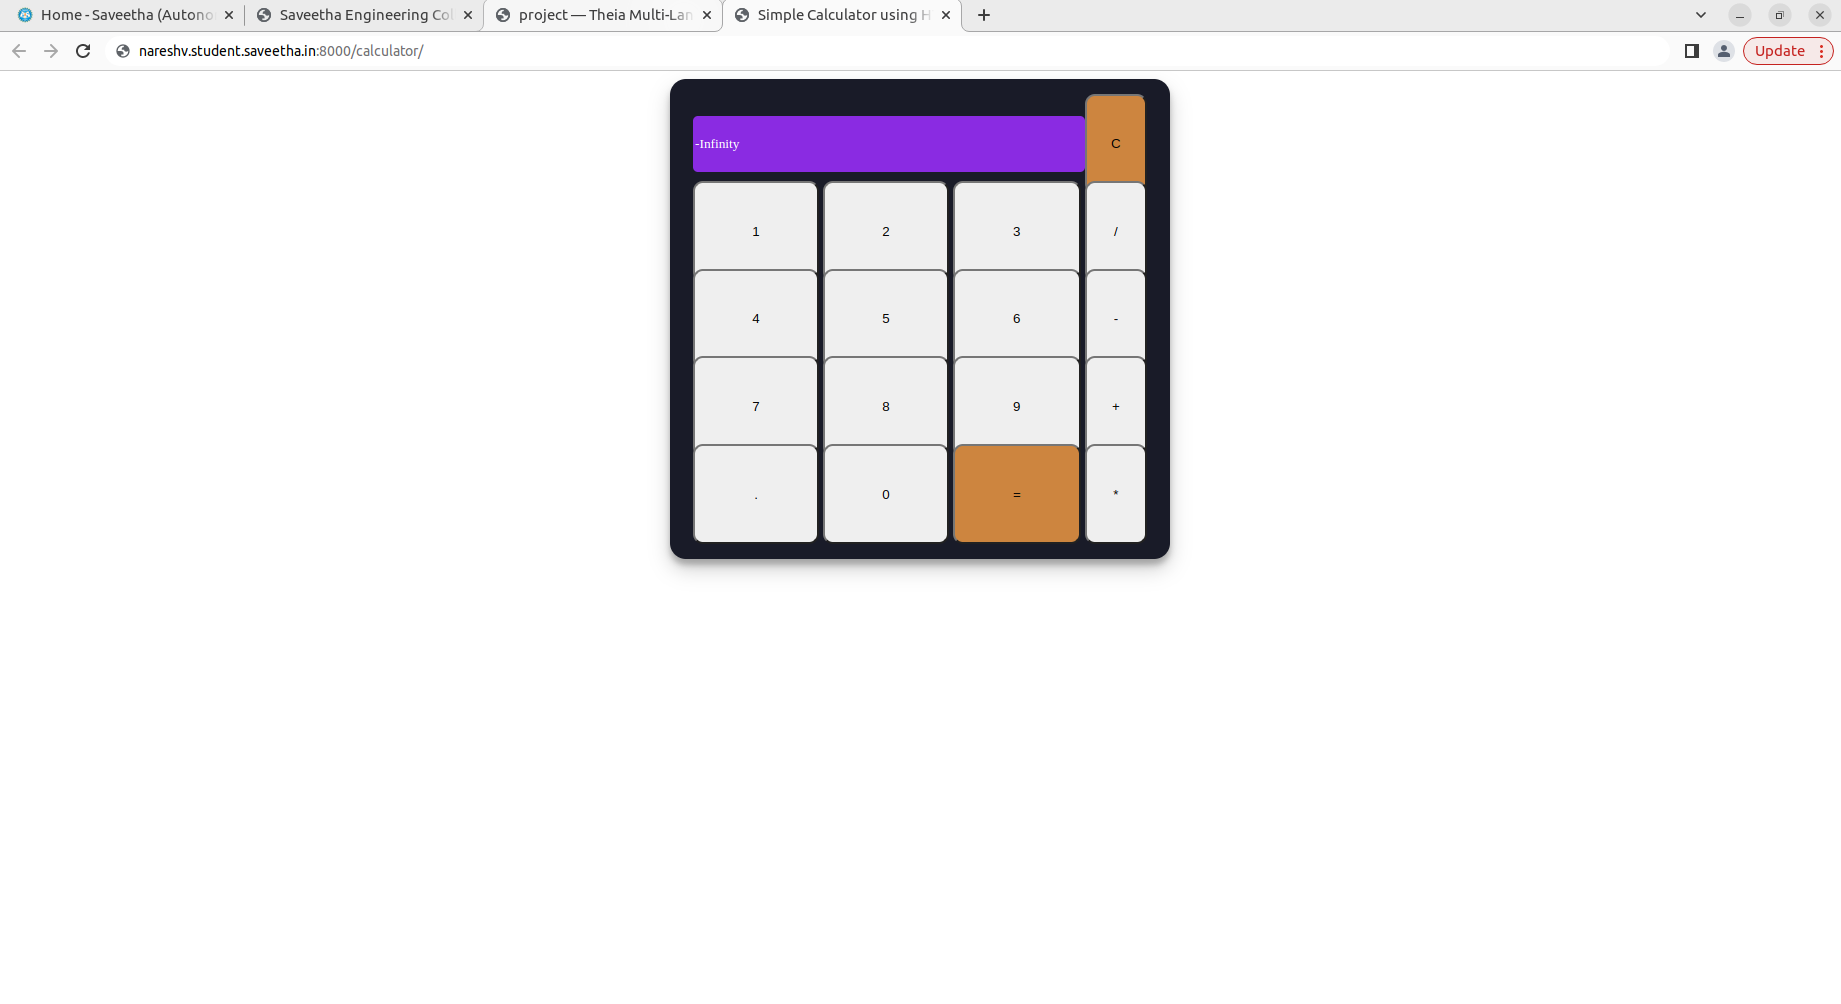 Home - Saveetha (Autono
Saveetha Engineering Col
project — Theia Multi-Lan
Simple Calculator using H
nareshv.student.saveetha.in:8000/calculator/
Update
-Infinity
C
1 2 3 /
4 5 6 -
7 8 9 +
. 0 = *